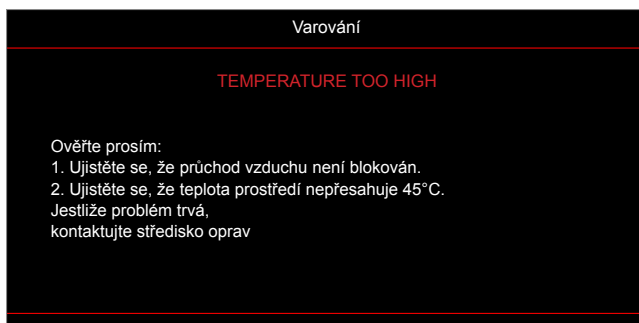 Varování
TEMPERATURE TOO HIGH
Ověřte prosím:
1. Ujistěte se, že průchod vzduchu není blokován.
2. Ujistěte se, že teplota prostředí nepřesahuje 45°C.
Jestliže problém trvá,
kontaktujte středisko oprav